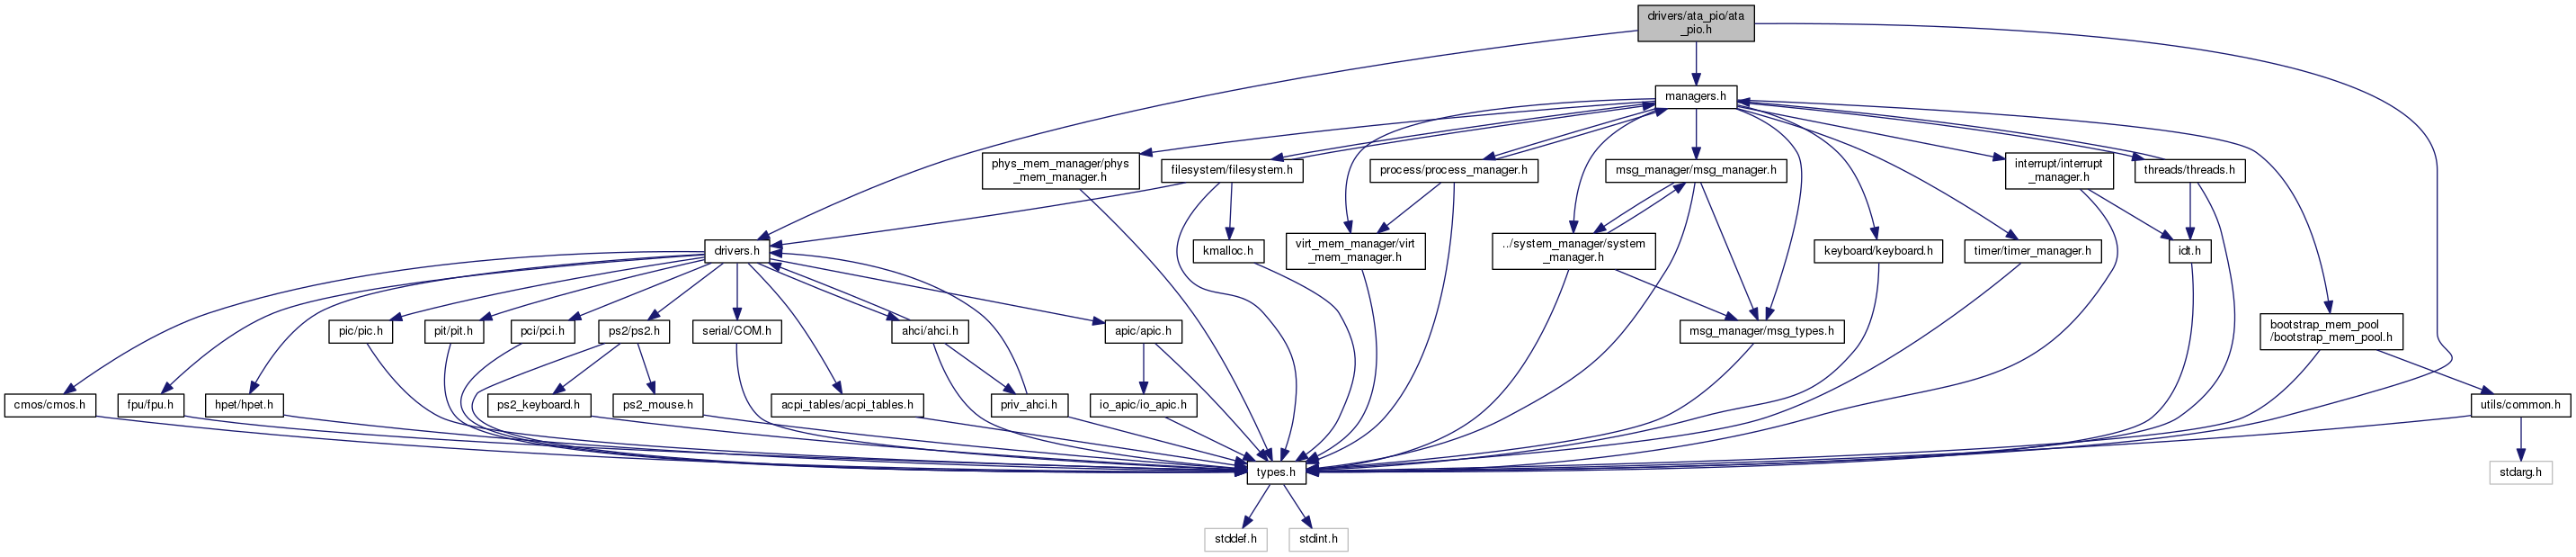 drivers/ata_pio/ata
_pio.h
managers.h
phys_mem_manager/phys
_mem_manager.h
filesystem/filesystem.h
process/process_manager.h
msg_manager/msg_manager.h
interrupt/interrupt
_manager.h
threads/threads.h
drivers.h
kmalloc.h
virt_mem_manager/virt
_mem_manager.h
../system_manager/system
_manager.h
keyboard/keyboard.h
timer/timer_manager.h
idt.h
pic/pic.h
pit/pit.h
pci/pci.h
ps2/ps2.h
serial/COM.h
ahci/ahci.h
apic/apic.h
msg_manager/msg_types.h
bootstrap_mem_pool
/bootstrap_mem_pool.h
cmos/cmos.h
fpu/fpu.h
hpet/hpet.h
ps2_keyboard.h
ps2_mouse.h
acpi_tables/acpi_tables.h
priv_ahci.h
io_apic/io_apic.h
utils/common.h
types.h
stdarg.h
stddef.h
stdint.h